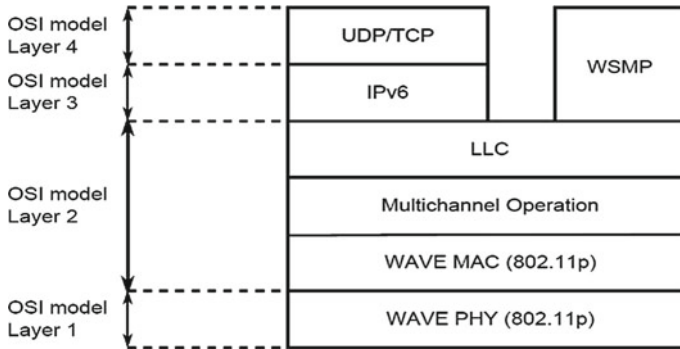 OSI model
Layer 4
UDP/TCP
WSMP
OSI model
Layer 3
IPv6
LLC
OSI model
Layer 2
Multichannel Operation
WAVE MAC (802.11p)
OSI model
Layer 1
WAVE PHY (802.11p)